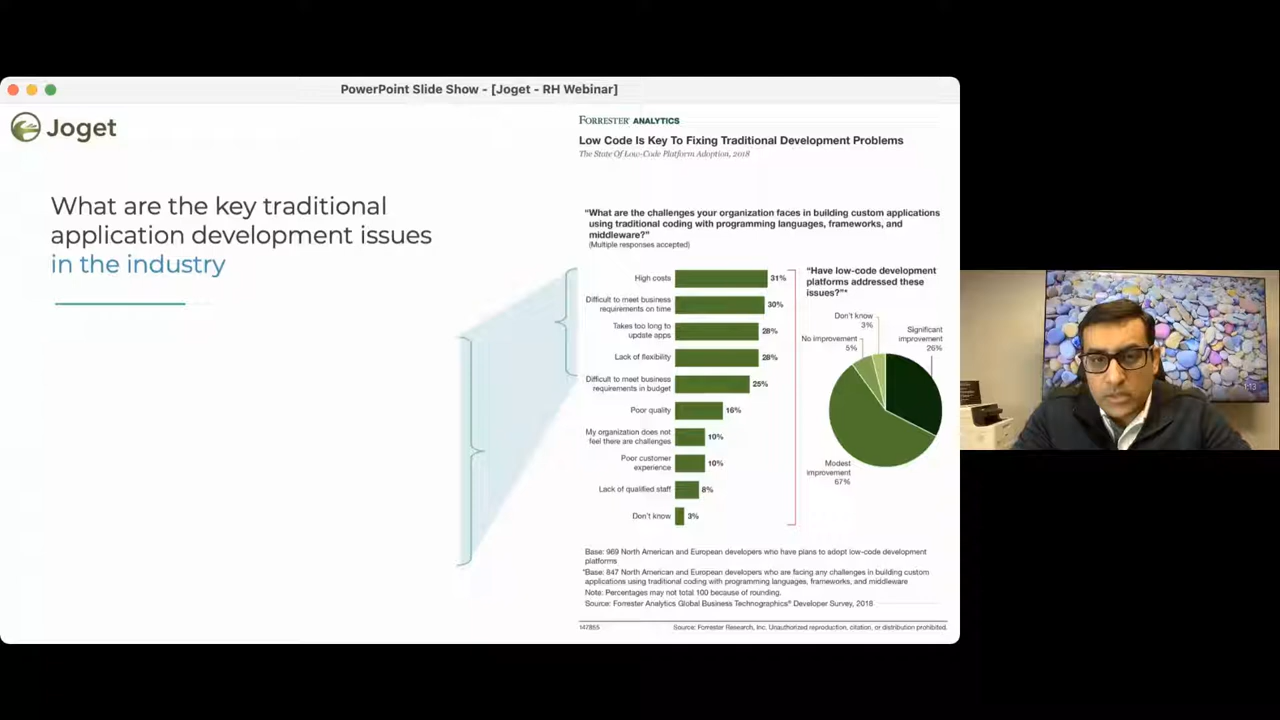 PowerPoint Slide Show - [Joget - RH Webinar]
Joget
What are the key traditional
application development issues
in the industry
FORRESTER® ANALYTICS
Low Code Is Key To Fixing Traditional Development Problems
The State Of Low-Code Platform Adoption, 2018
"What are the challenges your organization faces in building custom applications
using traditional coding with programming languages, frameworks, and
middleware?"
(Multiple responses accepted)
High costs 31%
Difficult to meet business
requirements on time 30%
Takes too long to
update apps 28%
Lack of flexibility 28%
Difficult to meet business
requirements in budget 25%
Poor quality 16%
My organization does not
feel there are challenges 10%
Poor customer
experience 10%
Lack of qualified staff 8%
Don't know 3%
"Have low-code development
platforms addressed these
issues?"*
Don't know
3%
No improvement
5%
Significant
improvement
26%
Modest
improvement
67%
Base: 969 North American and European developers who have plans to adopt low-code development
platforms
*Base: 847 North American and European developers who are facing any challenges in building custom
applications using traditional coding with programming languages, frameworks, and middleware
Note: Percentages may not total 100 because of rounding.
Source: Forrester Analytics Global Business Technographics® Developer Survey, 2018
147855
Source: Forrester Research, Inc. Unauthorized reproduction, citation, or distribution prohibited.
1:13